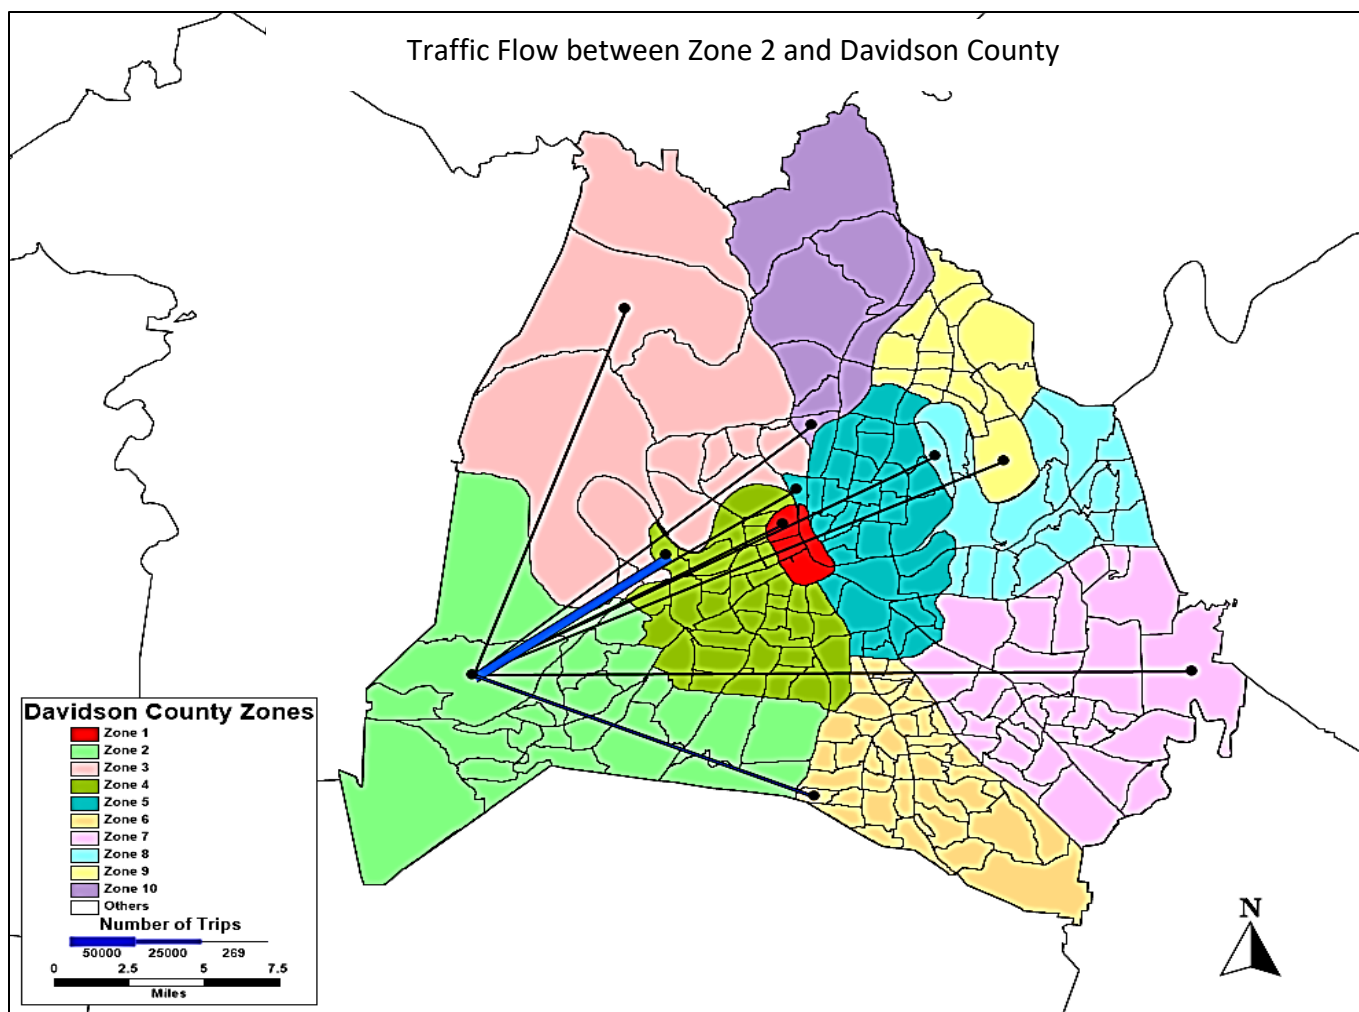 Traffic Flow between Zone 2 and Davidson County
Davidson County Zones
Zone 1
Zone 2
Zone 3
Zone 4
Zone 5
Zone 6
Zone 7
Zone 8
Zone 9
Zone 10
Others
Number of Trips
50000 25000 269
0 2.5 5 7.5
Miles
N